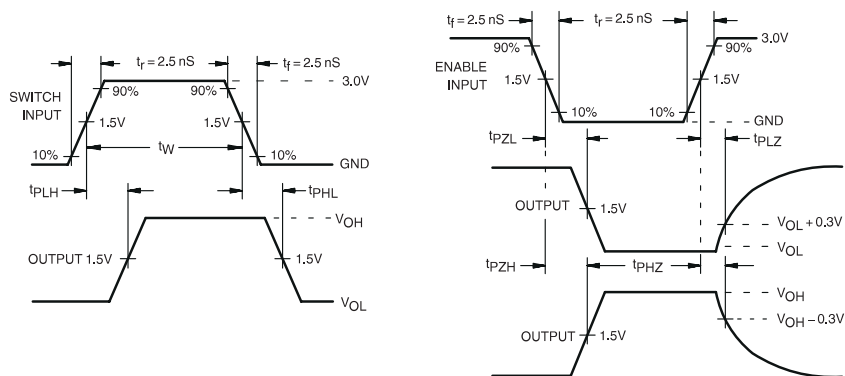 tr = 2.5 nS
tf = 2.5 nS
3.0V
90%
90%
SWITCH
INPUT
1.5V
1.5V
10%
10%
tW
GND
tPLH
tPHL
VOH
OUTPUT 1.5V
1.5V
VOL
tf = 2.5 nS
tr = 2.5 nS
3.0V
90%
90%
ENABLE
INPUT
1.5V
1.5V
10%
10%
GND
tPZL
tPLZ
OUTPUT
1.5V
VOL + 0.3V
VOL
tPZH
tPHZ
VOH
VOH – 0.3V
OUTPUT
1.5V